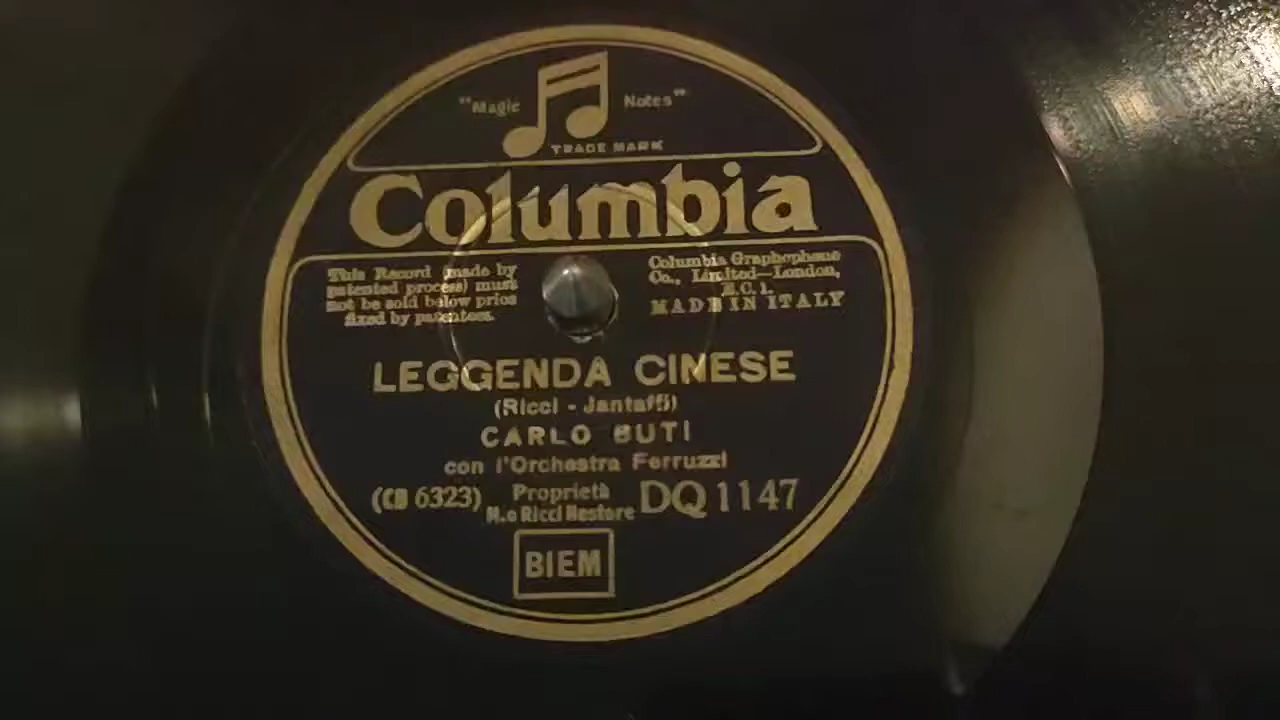 "Magic Notes"
TRADE MARK
Columbia
This Record (made by
patented process) must
not be sold below price
fixed by patentees.
Columbia Graphophone
Co., Limited—London,
E.C.1.
MADE IN ITALY
LEGGENDA CINESE
(Ricci - Jantaffi)
CARLO BUTI
con l'Orchestra Ferruzzi
(CB 6323)
Proprietà
M.o Ricci Nestore
DQ 1147
BIEM